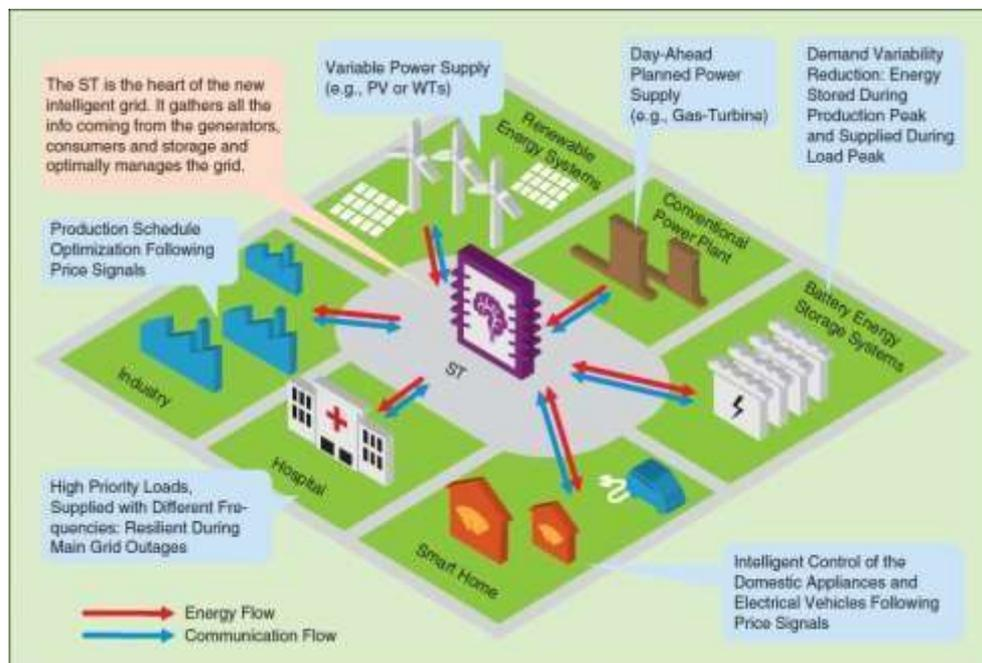 The ST is the heart of the new
intelligent grid. It gathers all the
info coming from the generators,
consumers and storage and
optimally manages the grid.
Variable Power Supply
(e.g., PV or WTs)
Day-Ahead
Planned Power
Supply
(e.g., Gas-Turbine)
Demand Variability
Reduction: Energy
Stored During
Production Peak
and Supplied During
Load Peak
Renewable
Energy Systems
Conventional
Power Plant
Battery Energy
Storage Systems
Production Schedule
Optimization Following
Price Signals
Industry
ST
Hospital
Smart Home
High Priority Loads,
Supplied with Different Fre-
quencies: Resilient During
Main Grid Outages
Intelligent Control of the
Domestic Appliances and
Electrical Vehicles Following
Price Signals
Energy Flow
Communication Flow